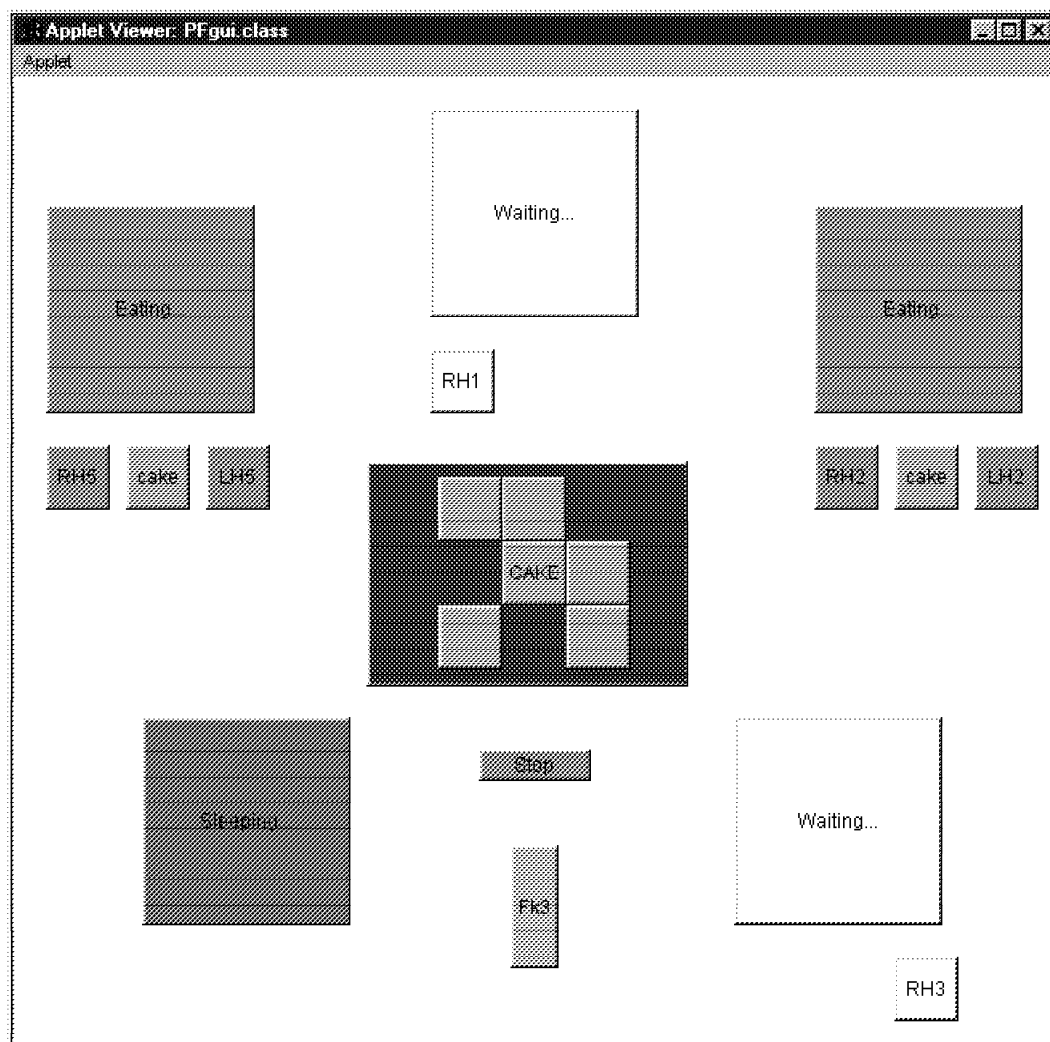 Applet Viewer: PFgui.class
Applet
Waiting...
Eating...
Eating...
RH1
RH5 cake LH5
RH2 cake LH2
CAKE
Sleeping...
Stop
Waiting...
Fk3
RH3